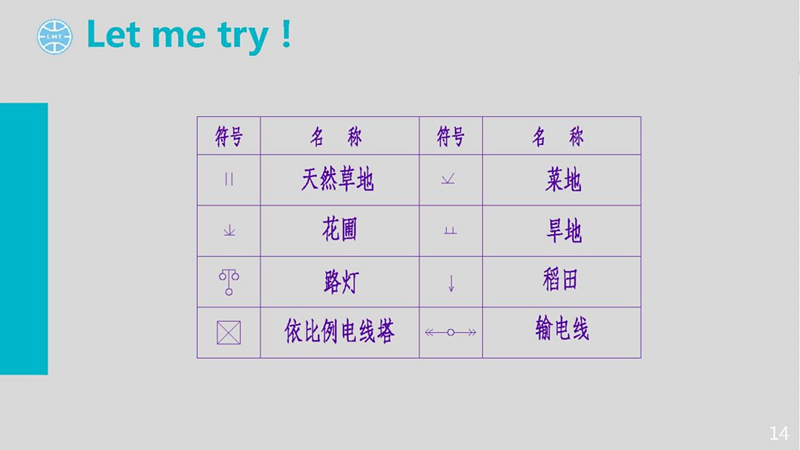 LMT
Let me try !
符号 名 称 符号 名 称
天然草地 菜地
花圃 旱地
路灯 稻田
依比例电线塔 输电线
14